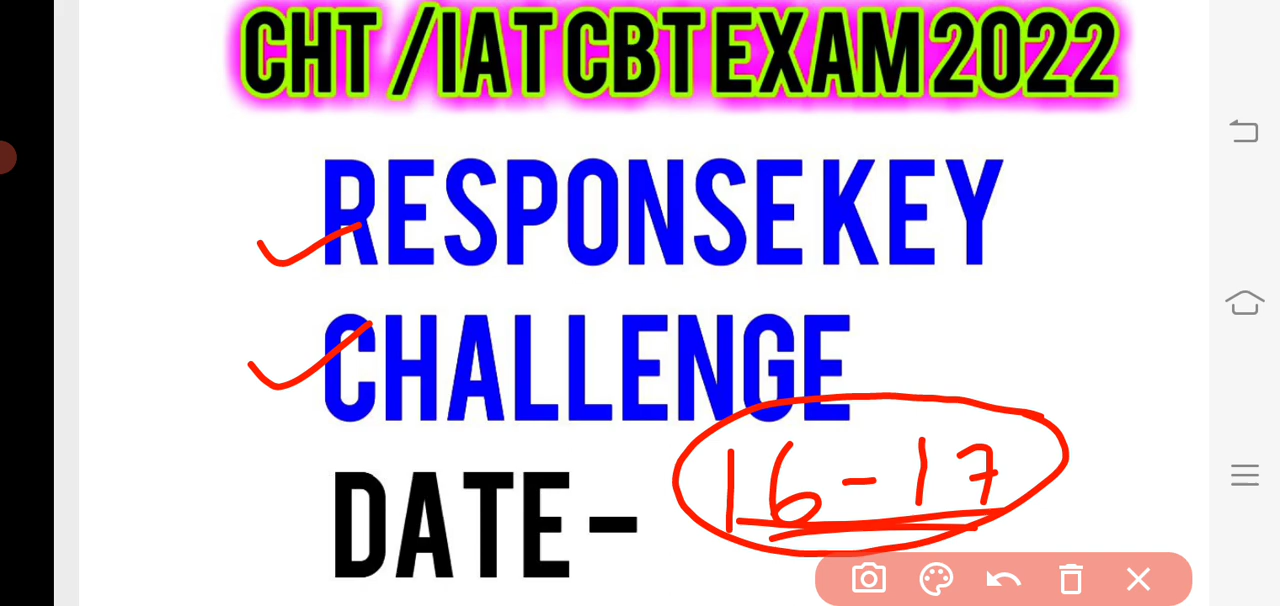 CHT /IAT CBT EXAM 2022
RESPONSE KEY
CHALLENGE
DATE – 16-17